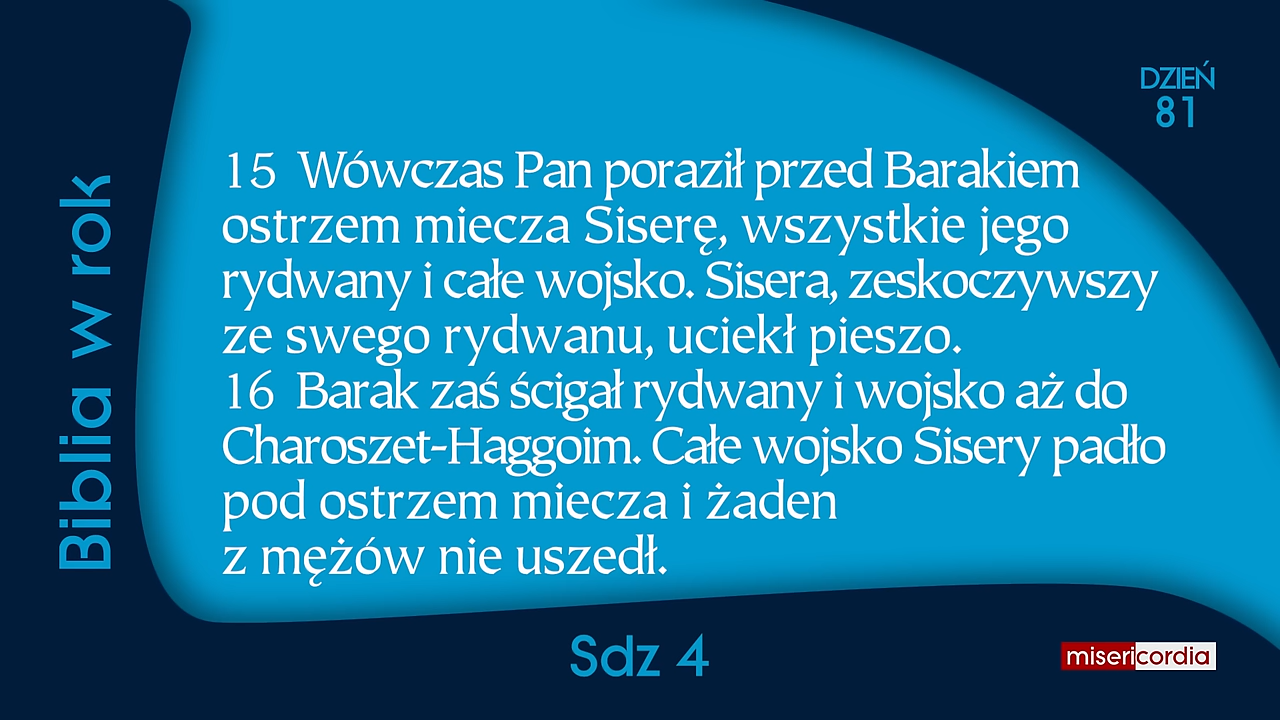 DZIEŃ
81
Biblia w rok
15 Wówczas Pan poraził przed Barakiem
ostrzem miecza Siserę, wszystkie jego
rydwany i całe wojsko. Sisera, zeskoczywszy
ze swego rydwanu, uciekł pieszo.
16 Barak zaś ścigał rydwany i wojsko aż do
Charoszet-Haggoim. Całe wojsko Sisery padło
pod ostrzem miecza i żaden
z mężów nie uszedł.
Sdz 4
misericordia